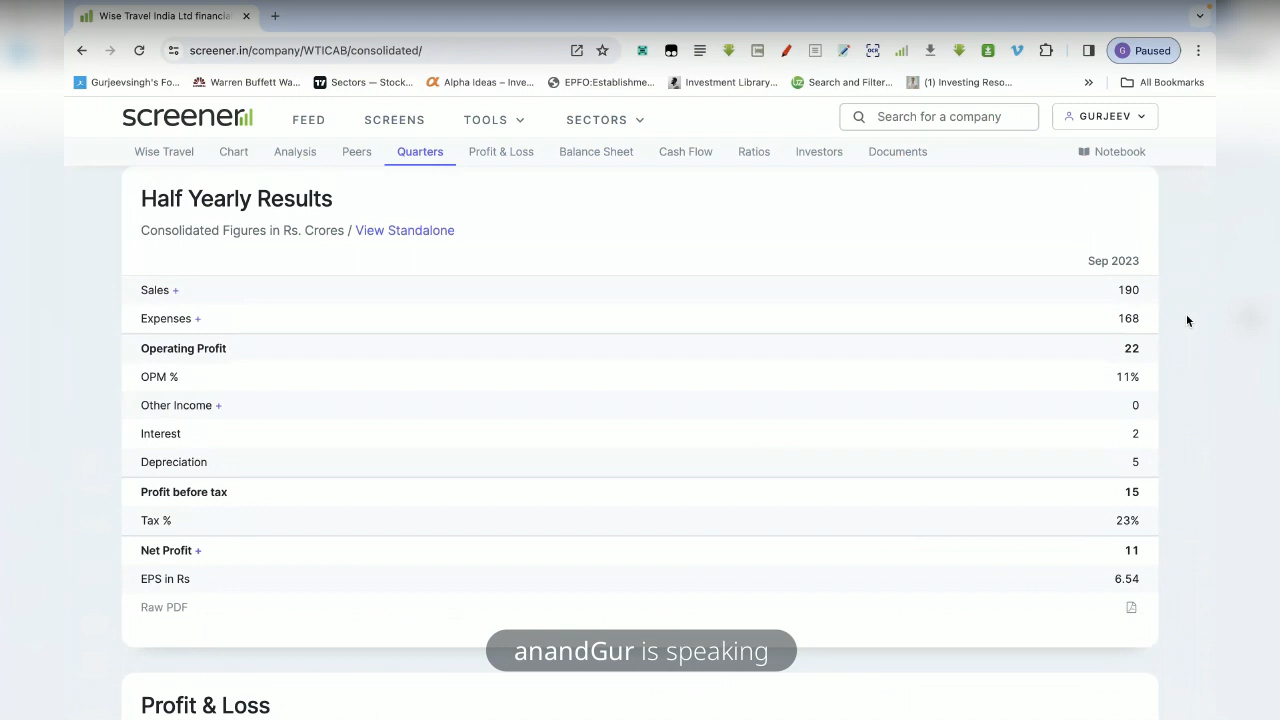 Wise Travel India Ltd financia
screener.in/company/WTICAB/consolidated/
G Paused
Gurjeevsingh's Fo... Warren Buffett Wa... Sectors — Stock... Alpha Ideas – Inve... EPFO:Establishme... Investment Library... Search and Filter... (1) Investing Reso... » All Bookmarks
screener FEED SCREENS TOOLS SECTORS Search for a company GURJEEV
Wise Travel Chart Analysis Peers Quarters Profit & Loss Balance Sheet Cash Flow Ratios Investors Documents Notebook
Half Yearly Results
Consolidated Figures in Rs. Crores / View Standalone
Sep 2023
Sales + 190
Expenses + 168
Operating Profit 22
OPM % 11%
Other Income + 0
Interest 2
Depreciation 5
Profit before tax 15
Tax % 23%
Net Profit + 11
EPS in Rs 6.54
Raw PDF
anandGur is speaking
Profit & Loss